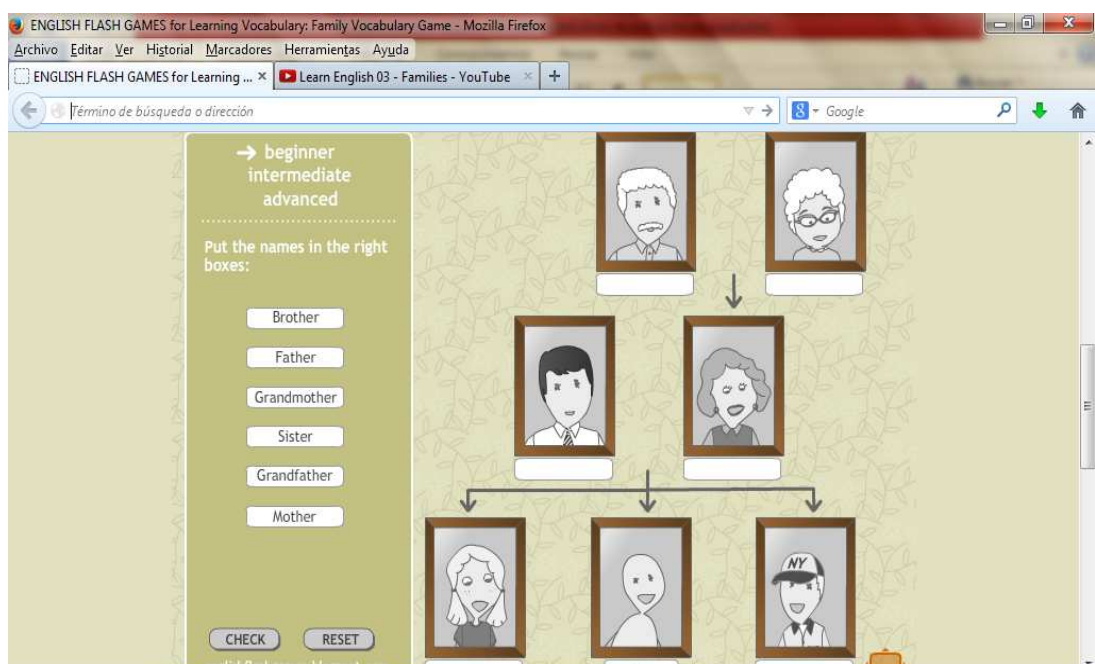 ENGLISH FLASH GAMES for Learning Vocabulary: Family Vocabulary Game - Mozilla Firefox
Archivo Editar Ver Historial Marcadores Herramientas Ayuda
ENGLISH FLASH GAMES for Learning ... × Learn English 03 - Families - YouTube × +
Término de búsqueda o dirección
Google
→ beginner
intermediate
advanced
Put the names in the right
boxes:
Brother
Father
Grandmother
Sister
Grandfather
Mother
NY
CHECK RESET